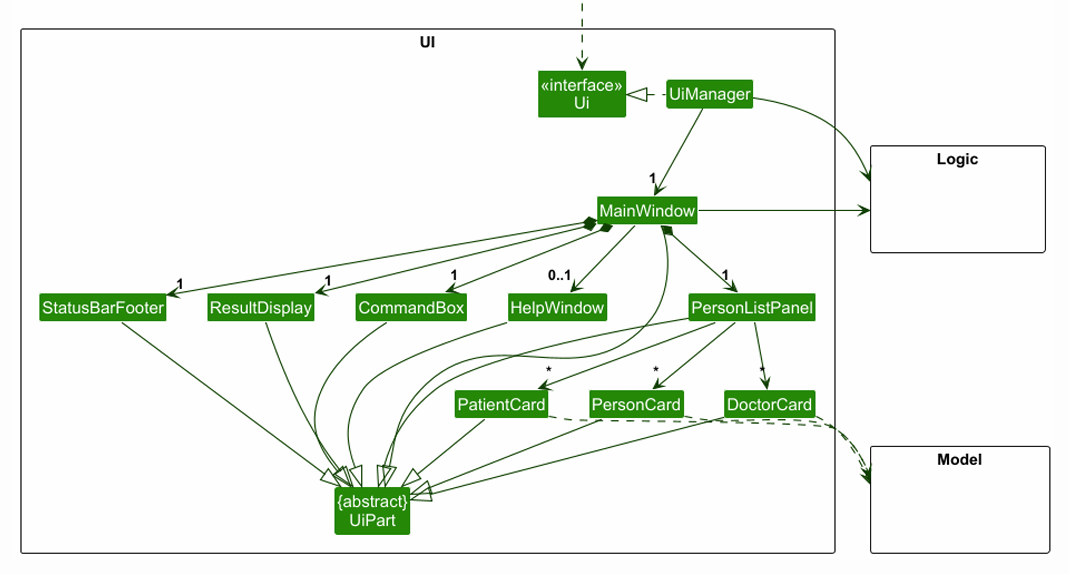 UI
«interface»
Ui
UiManager
Logic
1
MainWindow
1
1
1
0..1
1
StatusBarFooter
ResultDisplay
CommandBox
HelpWindow
PersonListPanel
*
*
*
PatientCard
PersonCard
DoctorCard
Model
{abstract}
UiPart